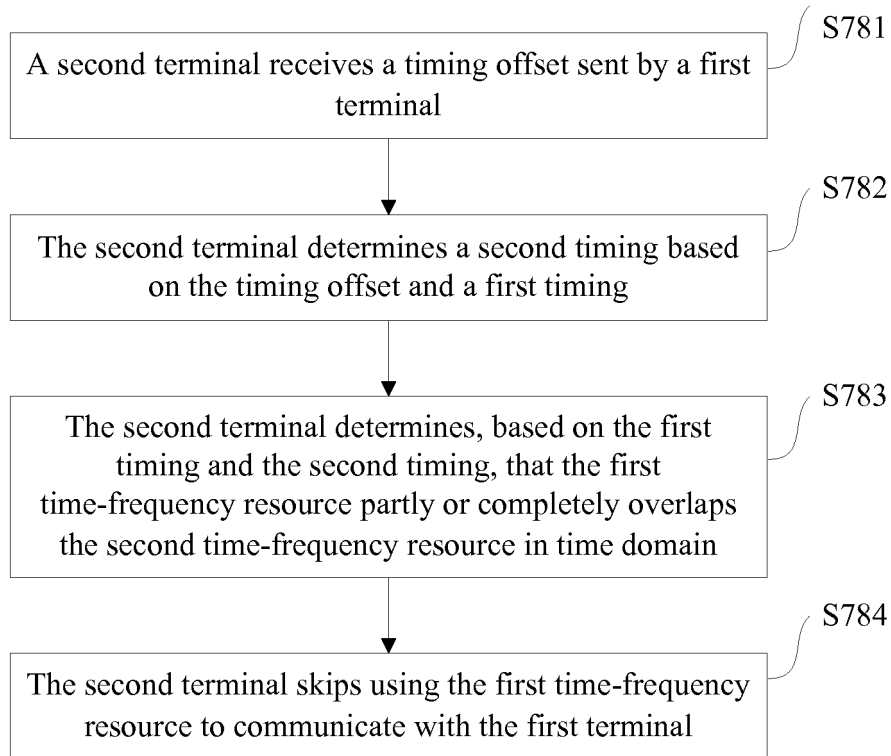 S781
A second terminal receives a timing offset sent by a first
terminal
S782
The second terminal determines a second timing based
on the timing offset and a first timing
S783
The second terminal determines, based on the first
timing and the second timing, that the first
time-frequency resource partly or completely overlaps
the second time-frequency resource in time domain
S784
The second terminal skips using the first time-frequency
resource to communicate with the first terminal